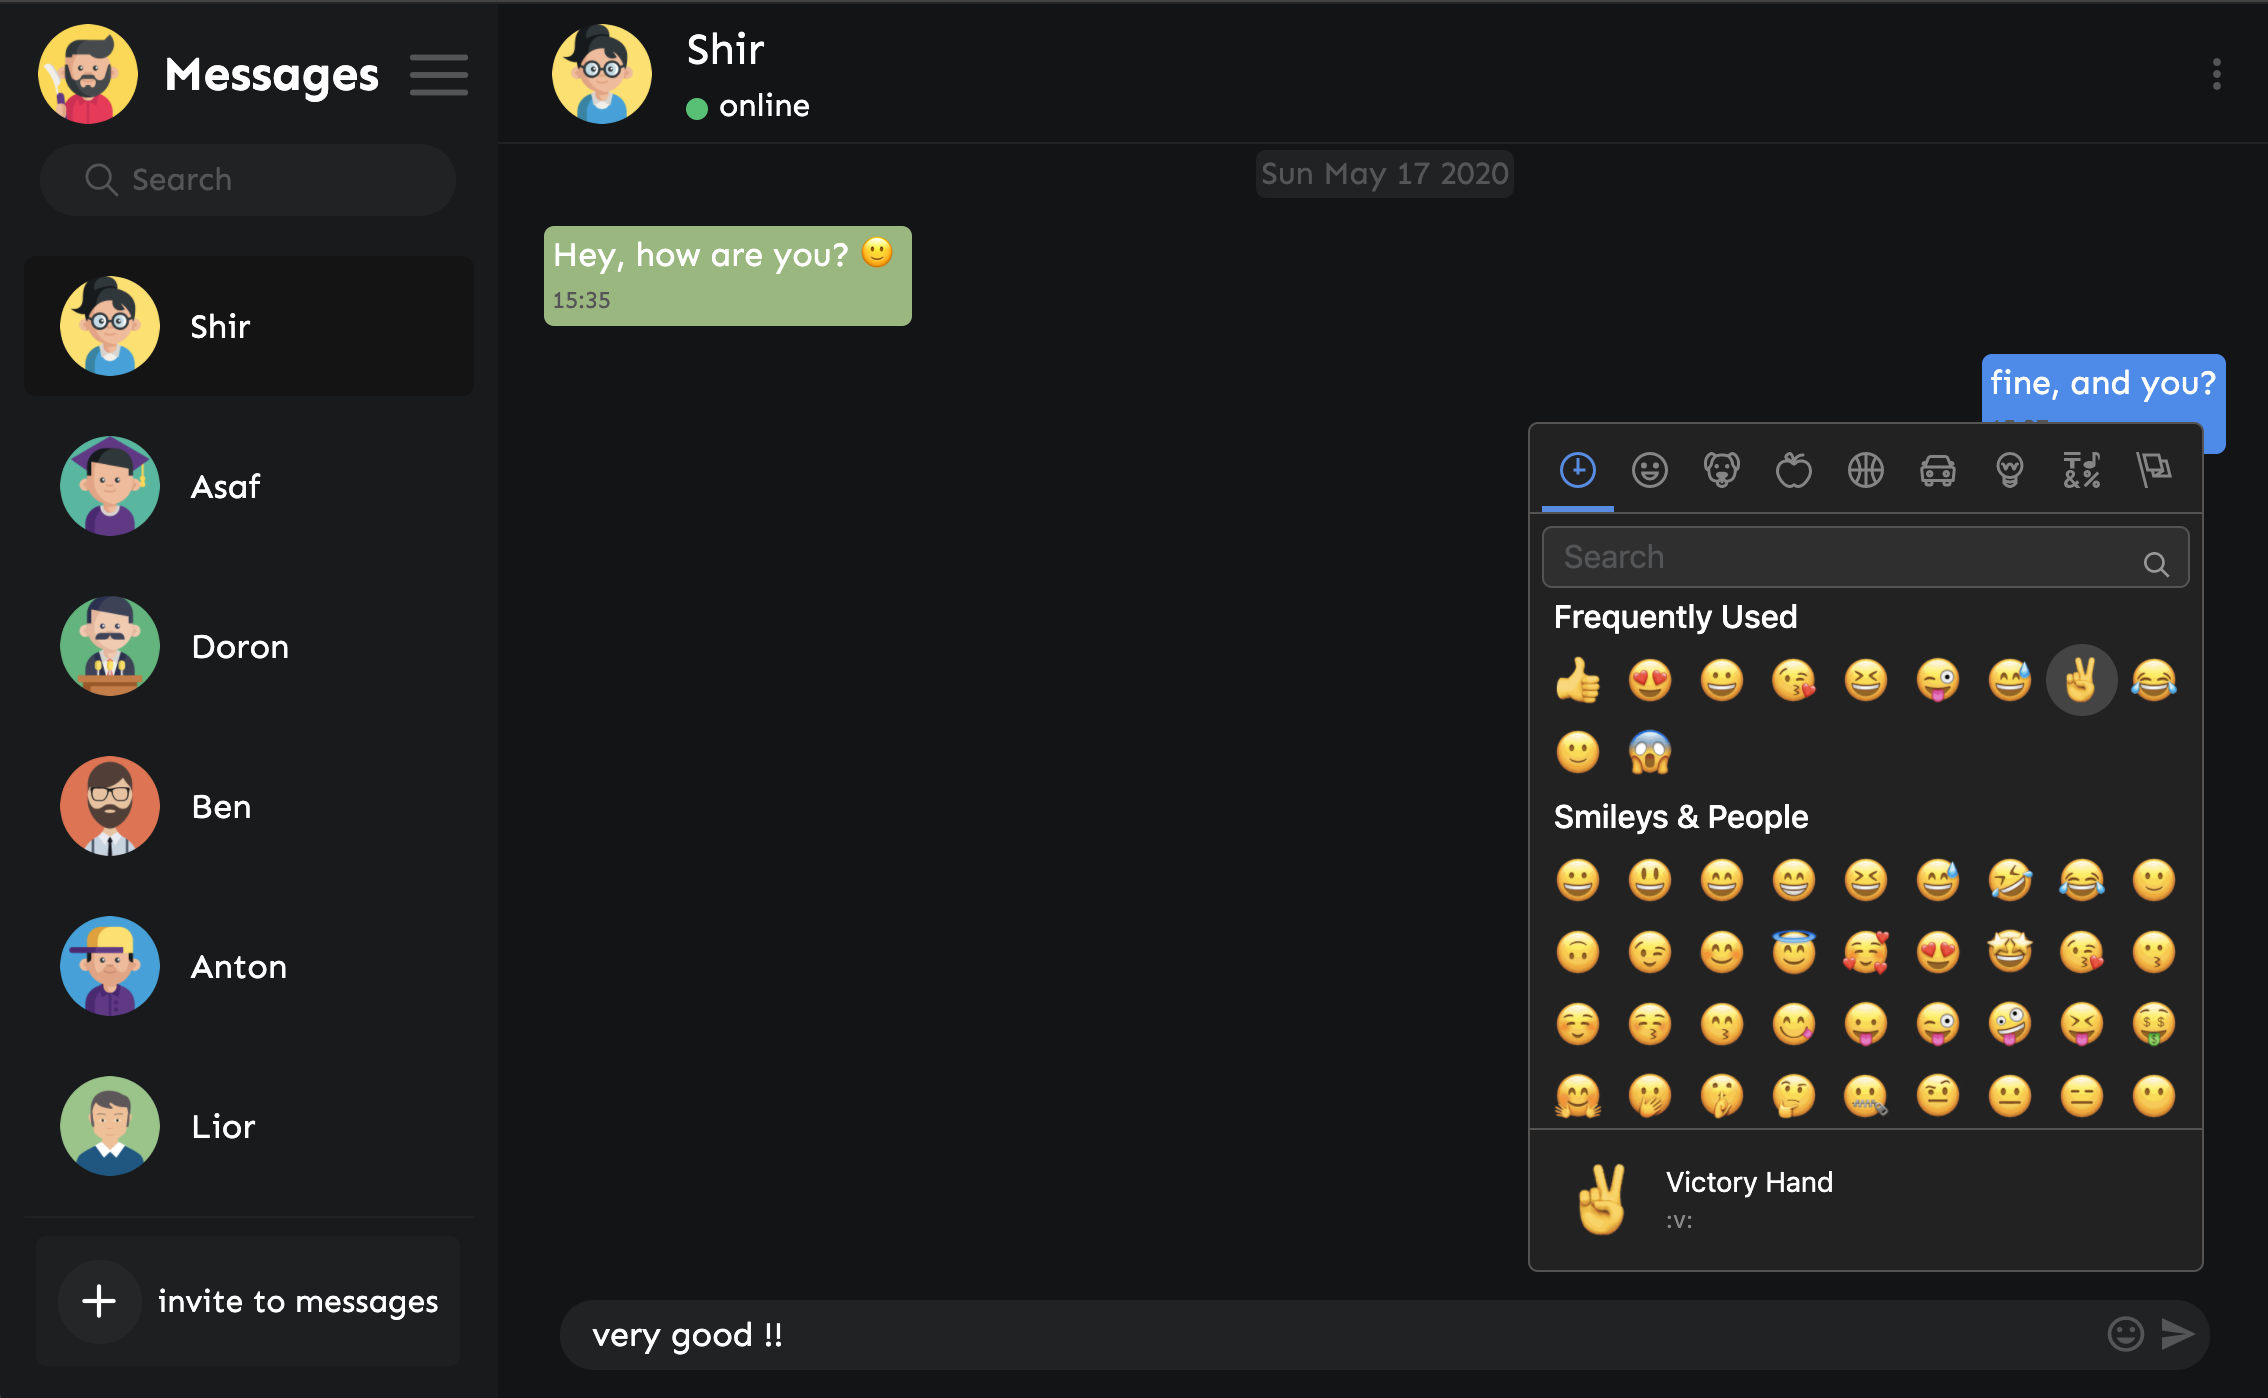 Messages
Search
Shir
Asaf
Doron
Ben
Anton
Lior
invite to messages
Shir
online
Sun May 17 2020
Hey, how are you? 🙂
15:35
fine, and you?
Search
Frequently Used
Smileys & People
Victory Hand
:v:
very good !!